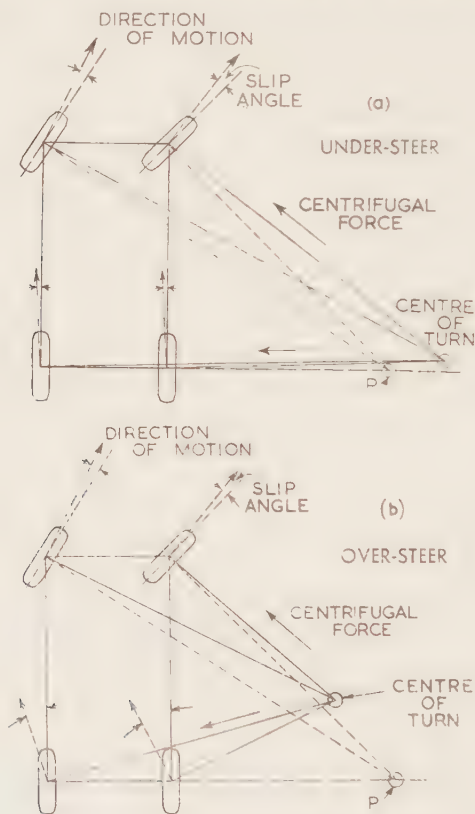 DIRECTION
OF MOTION
SLIP
ANGLE
(a)
UNDER-STEER
CENTRIFUGAL
FORCE
CENTRE
OF
TURN
P
DIRECTION
OF MOTION
SLIP
ANGLE
(b)
OVER-STEER
CENTRIFUGAL
FORCE
CENTRE
OF
TURN
P